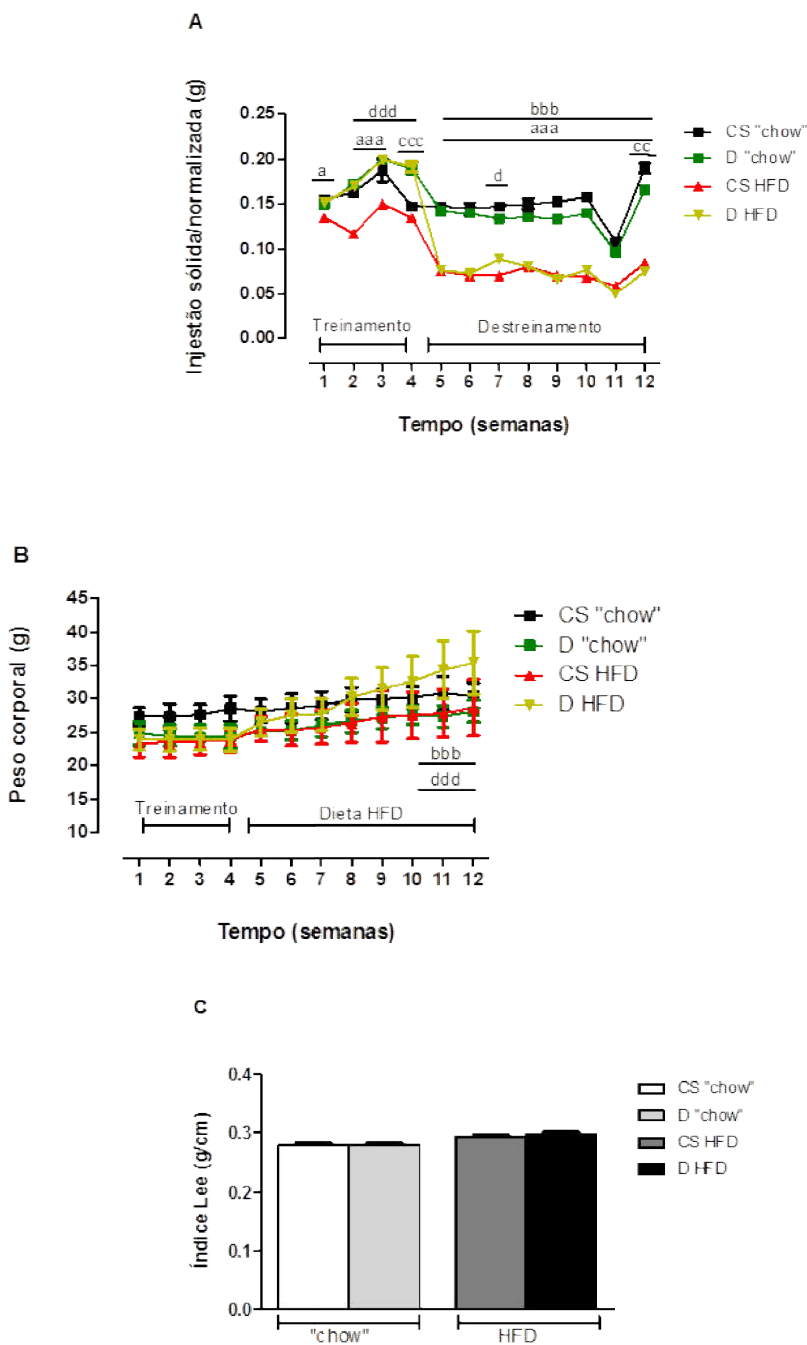 A
Injestão sólida/normalizada (g)
0.25
0.20
0.15
0.10
0.05
0.00
ddd
bbb
aaa
ccc
aaa
cc
a
d
CS "chow"
D "chow"
CS HFD
D HFD
Treinamento
Destreinamento
1 2 3 4 5 6 7 8 9 10 11 12
Tempo (semanas)
B
Peso corporal (g)
45
40
35
30
25
20
15
10
CS "chow"
D "chow"
CS HFD
D HFD
bbb
ddd
Treinamento
Dieta HFD
1 2 3 4 5 6 7 8 9 10 11 12
Tempo (semanas)
C
Índice Lee (g/cm)
0.4
0.3
0.2
0.1
0.0
CS "chow"
D "chow"
CS HFD
D HFD
"chow"
HFD